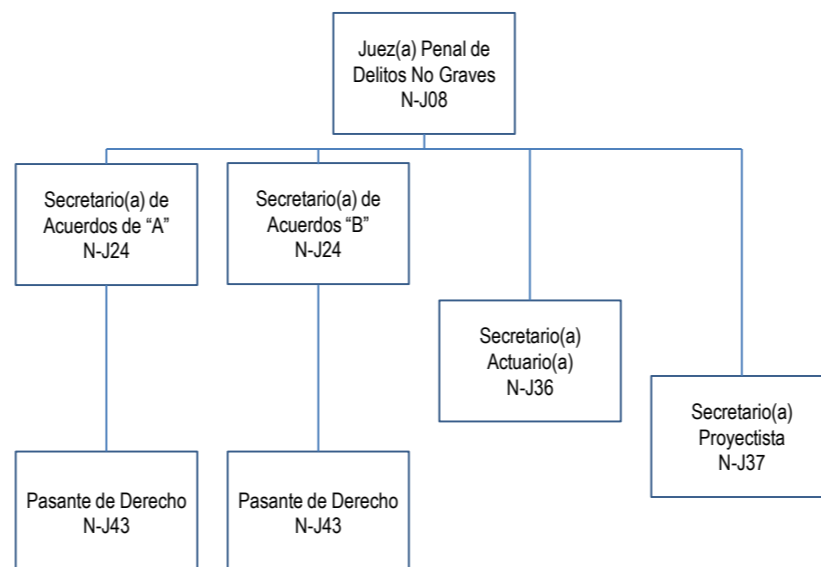 Juez(a) Penal de
Delitos No Graves
N-J08
Secretario(a) de
Acuerdos de “A”
N-J24
Secretario(a) de
Acuerdos “B”
N-J24
Secretario(a)
Actuario(a)
N-J36
Secretario(a)
Proyectista
N-J37
Pasante de Derecho
N-J43
Pasante de Derecho
N-J43